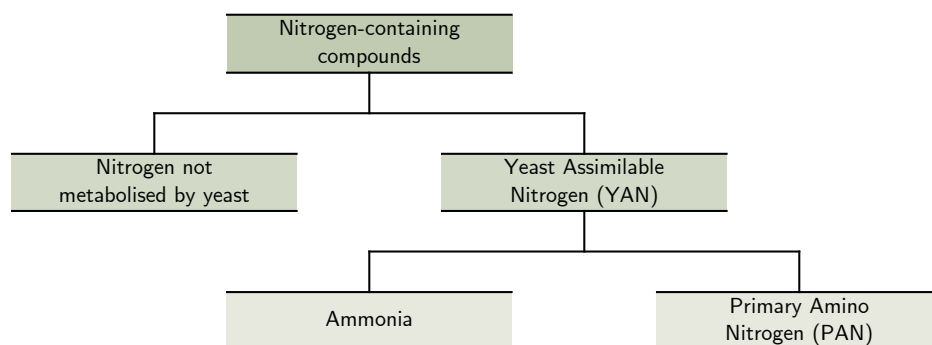 Nitrogen-containing
compounds
Nitrogen not
metabolised by yeast
Yeast Assimilable
Nitrogen (YAN)
Ammonia
Primary Amino
Nitrogen (PAN)